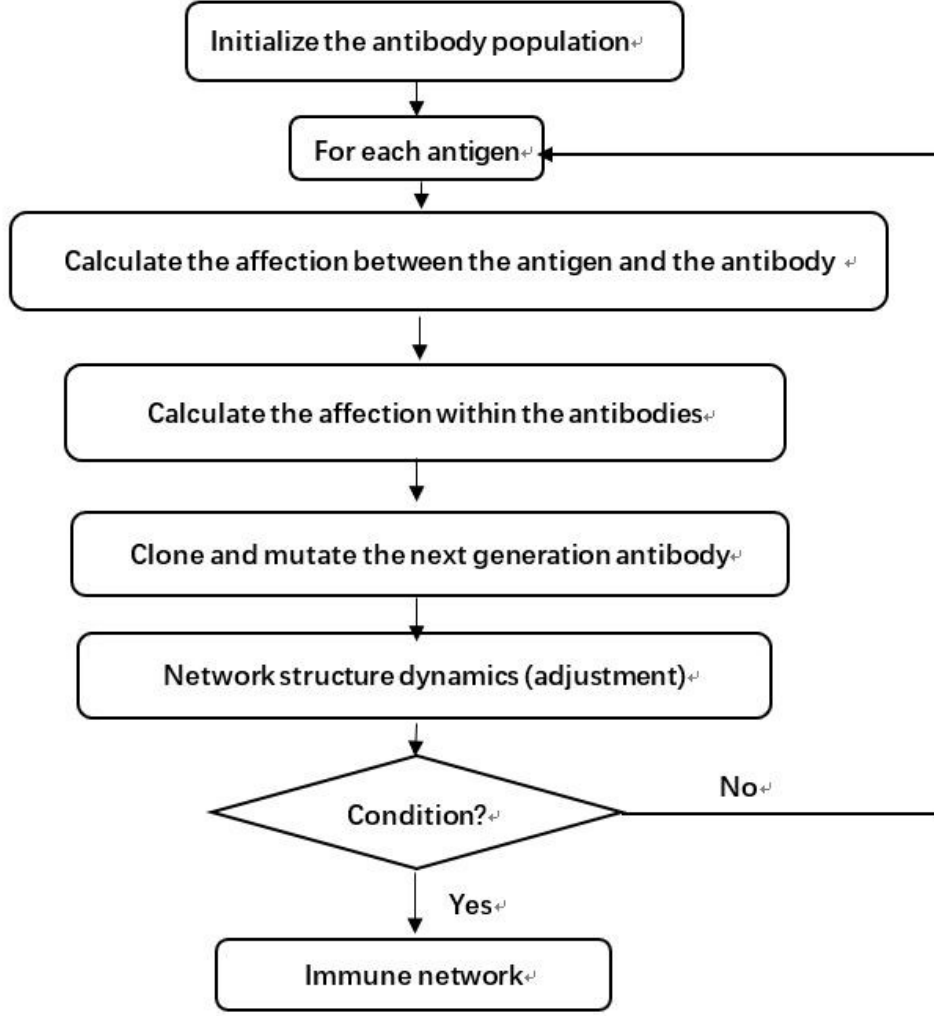 Initialize the antibody population
For each antigen
Calculate the affection between the antigen and the antibody
Calculate the affection within the antibodies
Clone and mutate the next generation antibody
Network structure dynamics (adjustment)
Condition?
No
Yes
Immune network